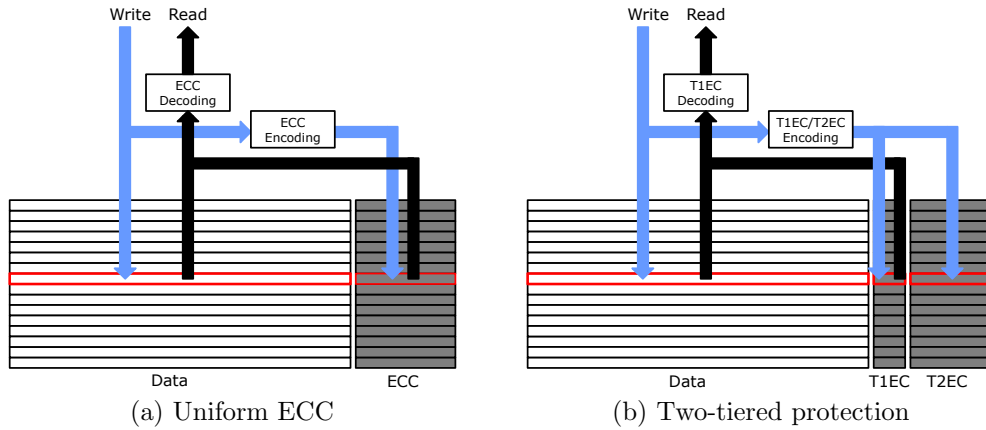 Write Read
ECC
Decoding
ECC
Encoding
Data
ECC
(a) Uniform ECC
Write Read
T1EC
Decoding
T1EC/T2EC
Encoding
Data
T1EC T2EC
(b) Two-tiered protection